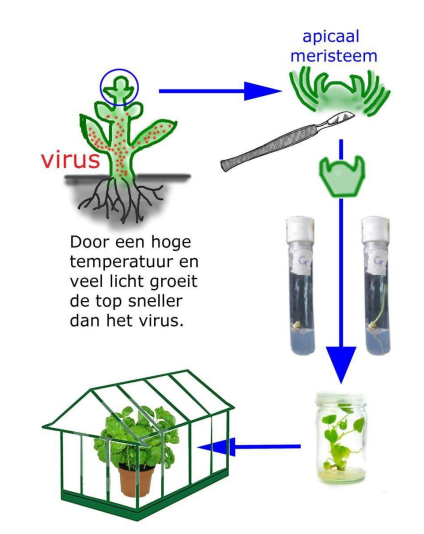 apicaal
meristeem
virus
Door een hoge
temperatuur en
veel licht groeit
de top sneller
dan het virus.